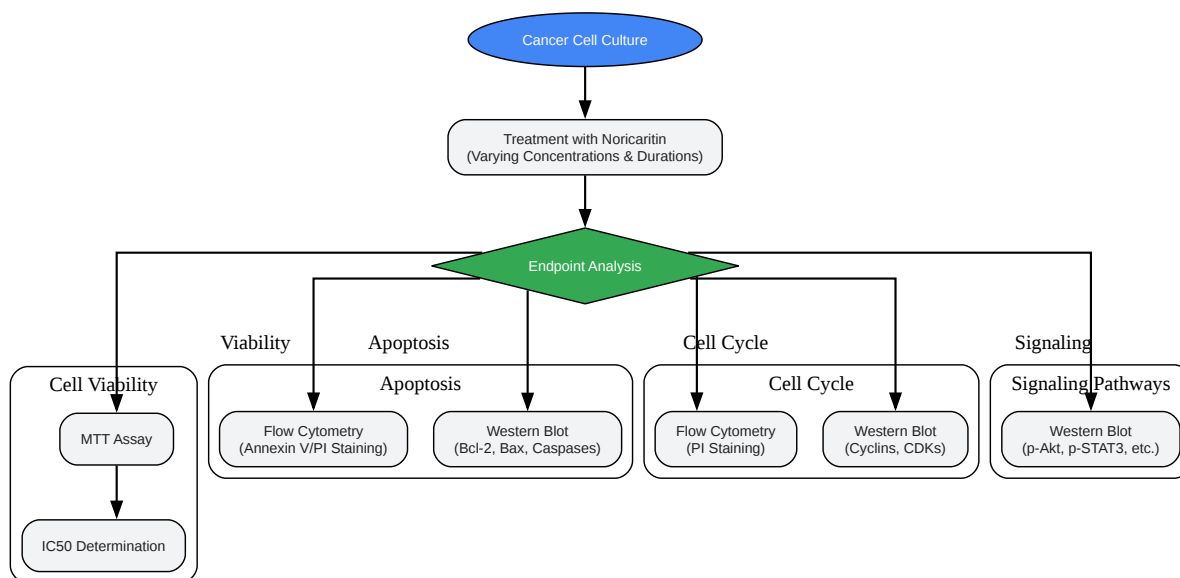 Cancer Cell Culture
Treatment with Noricaritin
(Varying Concentrations & Durations)
Endpoint Analysis
Viability
Apoptosis
Cell Cycle
Signaling
Cell Viability
Apoptosis
Cell Cycle
Signaling Pathways
MTT Assay
Flow Cytometry
(Annexin V/PI Staining)
Western Blot
(Bcl-2, Bax, Caspases)
Flow Cytometry
(PI Staining)
Western Blot
(Cyclins, CDKs)
Western Blot
(p-Akt, p-STAT3, etc.)
IC50 Determination